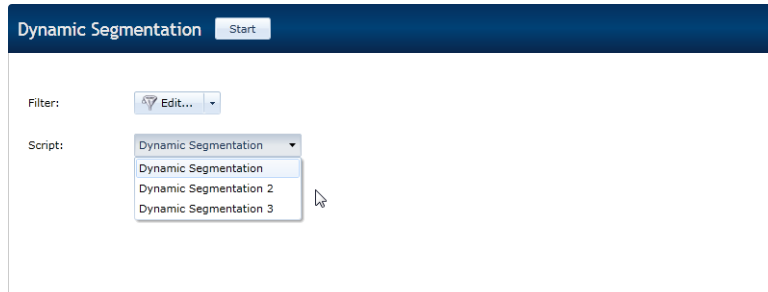 Dynamic Segmentation Start
Filter: Edit...
Script: Dynamic Segmentation
Dynamic Segmentation
Dynamic Segmentation 2
Dynamic Segmentation 3